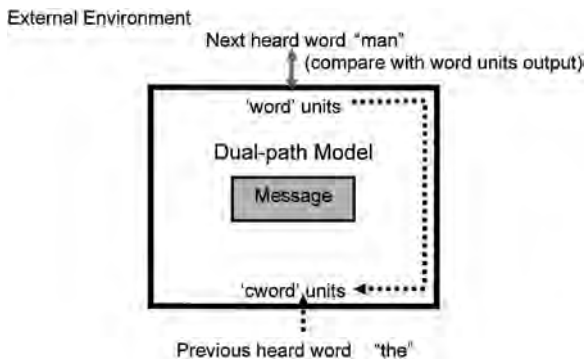 External Environment
Next heard word “man”
(compare with word units output)
‘word’ units
Dual-path Model
Message
‘cword’ units
Previous heard word “the”